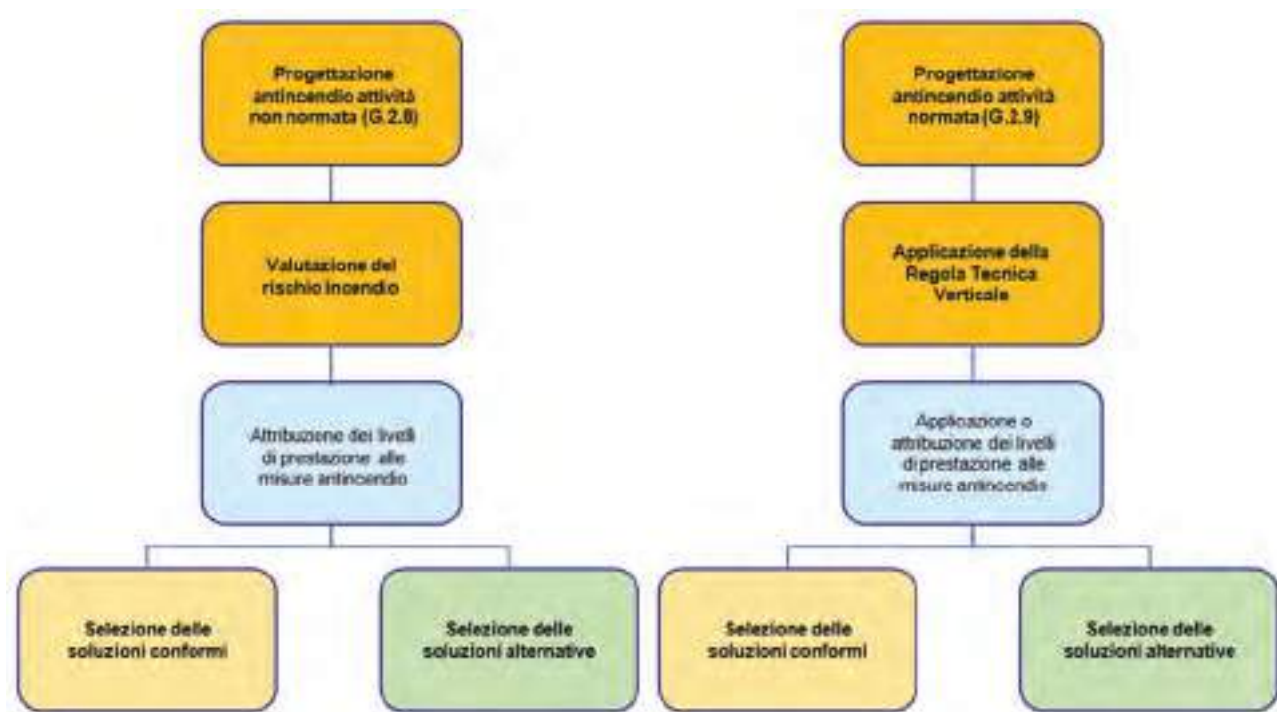 Progettazione
antincendio attività
non normata (G.2.8)
Valutazione del
rischio incendio
Attribuzione dei livelli
di prestazione alle
misure antincendio
Selezione delle
soluzioni conformi
Selezione delle
soluzioni alternative
Progettazione
antincendio attività
normata (G.2.9)
Applicazione della
Regola Tecnica
Verticale
Applicazione o
attribuzione dei livelli
di prestazione alle
misure antincendio
Selezione delle
soluzioni conformi
Selezione delle
soluzioni alternative